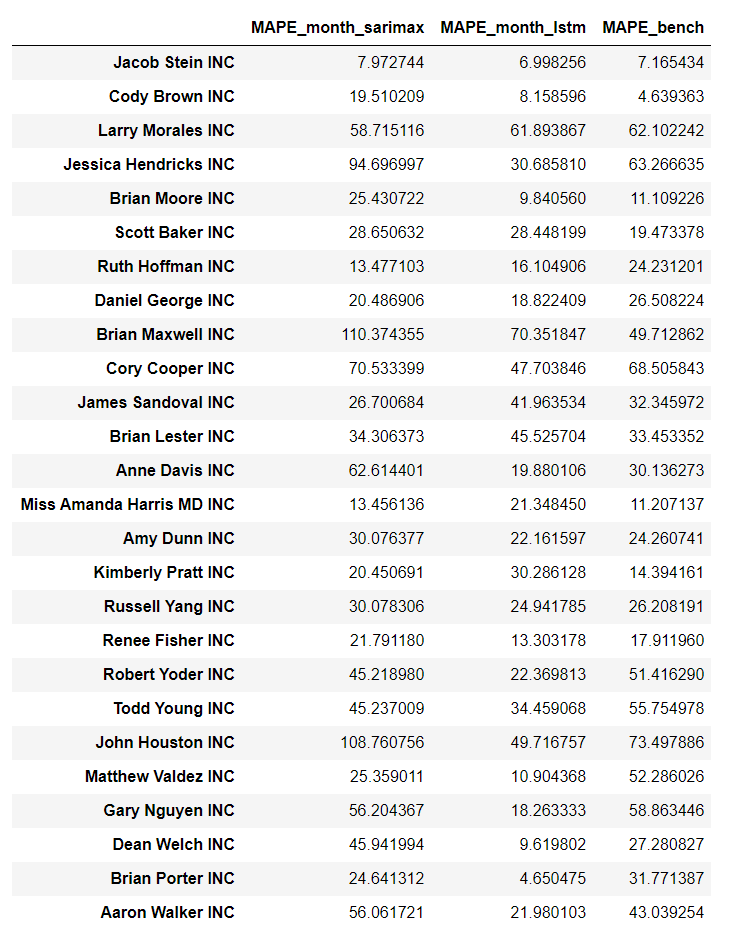 MAPE_month_sarimax MAPE_month_lstm MAPE_bench
Jacob Stein INC 7.972744 6.998256 7.165434
Cody Brown INC 19.510209 8.158596 4.639363
Larry Morales INC 58.715116 61.893867 62.102242
Jessica Hendricks INC 94.696997 30.685810 63.266635
Brian Moore INC 25.430722 9.840560 11.109226
Scott Baker INC 28.650632 28.448199 19.473378
Ruth Hoffman INC 13.477103 16.104906 24.231201
Daniel George INC 20.486906 18.822409 26.508224
Brian Maxwell INC 110.374355 70.351847 49.712862
Cory Cooper INC 70.533399 47.703846 68.505843
James Sandoval INC 26.700684 41.963534 32.345972
Brian Lester INC 34.306373 45.525704 33.453352
Anne Davis INC 62.614401 19.880106 30.136273
Miss Amanda Harris MD INC 13.456136 21.348450 11.207137
Amy Dunn INC 30.076377 22.161597 24.260741
Kimberly Pratt INC 20.450691 30.286128 14.394161
Russell Yang INC 30.078306 24.941785 26.208191
Renee Fisher INC 21.791180 13.303178 17.911960
Robert Yoder INC 45.218980 22.369813 51.416290
Todd Young INC 45.237009 34.459068 55.754978
John Houston INC 108.760756 49.716757 73.497886
Matthew Valdez INC 25.359011 10.904368 52.286026
Gary Nguyen INC 56.204367 18.263333 58.863446
Dean Welch INC 45.941994 9.619802 27.280827
Brian Porter INC 24.641312 4.650475 31.771387
Aaron Walker INC 56.061721 21.980103 43.039254